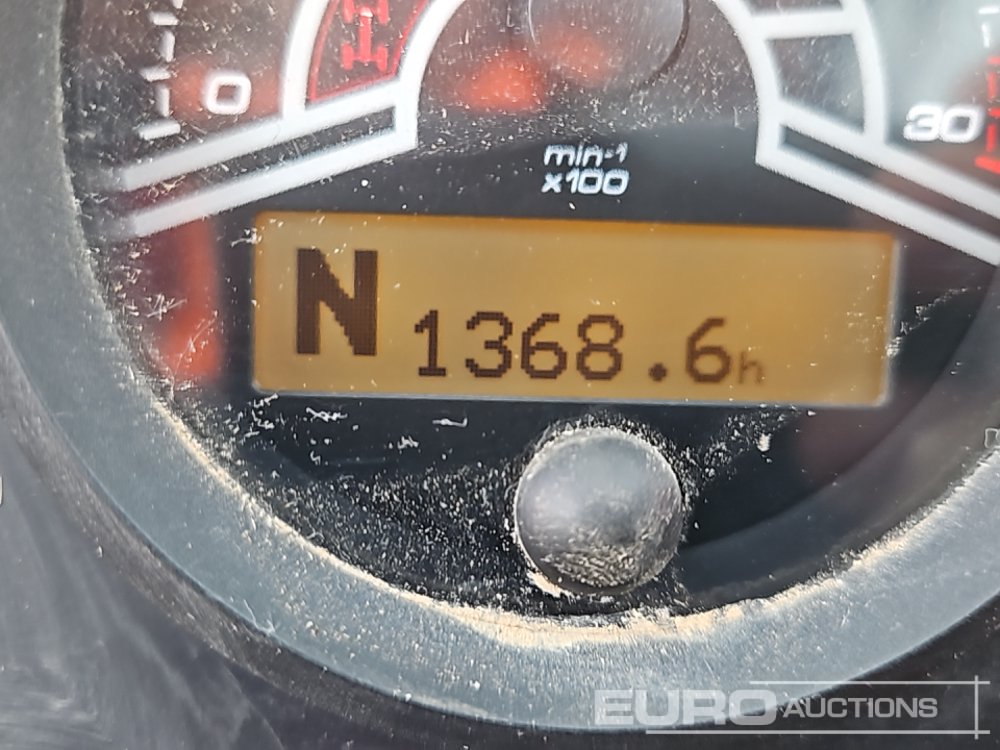 0
30
min-1
x100
N 1368.6h
EURO AUCTIONS